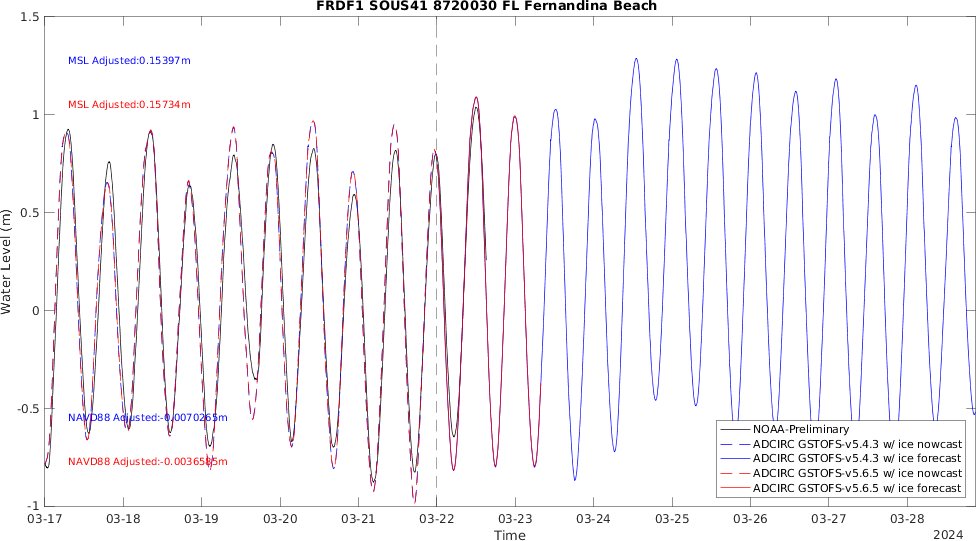 FRDF1 SOUS41 8720030 FL Fernandina Beach
1.5
MSL Adjusted:0.15397m
MSL Adjusted:0.15734m
1
0.5
Water Level (m)
0
-0.5
NAVD88 Adjusted:-0.0070265m
NAVD88 Adjusted:-0.0036585m
NOAA-Preliminary
ADCIRC GSTOFS-v5.4.3 w/ ice nowcast
ADCIRC GSTOFS-v5.4.3 w/ ice forecast
ADCIRC GSTOFS-v5.6.5 w/ ice nowcast
ADCIRC GSTOFS-v5.6.5 w/ ice forecast
-1
03-17 03-18 03-19 03-20 03-21 03-22 03-23 03-24 03-25 03-26 03-27 03-28
Time
2024